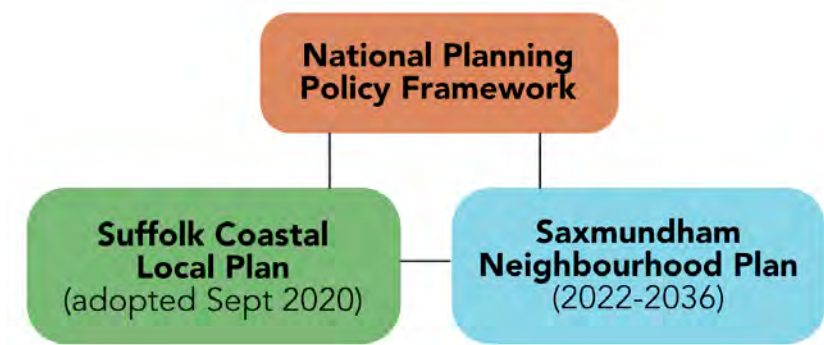 National Planning
Policy Framework
Suffolk Coastal
Local Plan
(adopted Sept 2020)
Saxmundham
Neighbourhood Plan
(2022-2036)